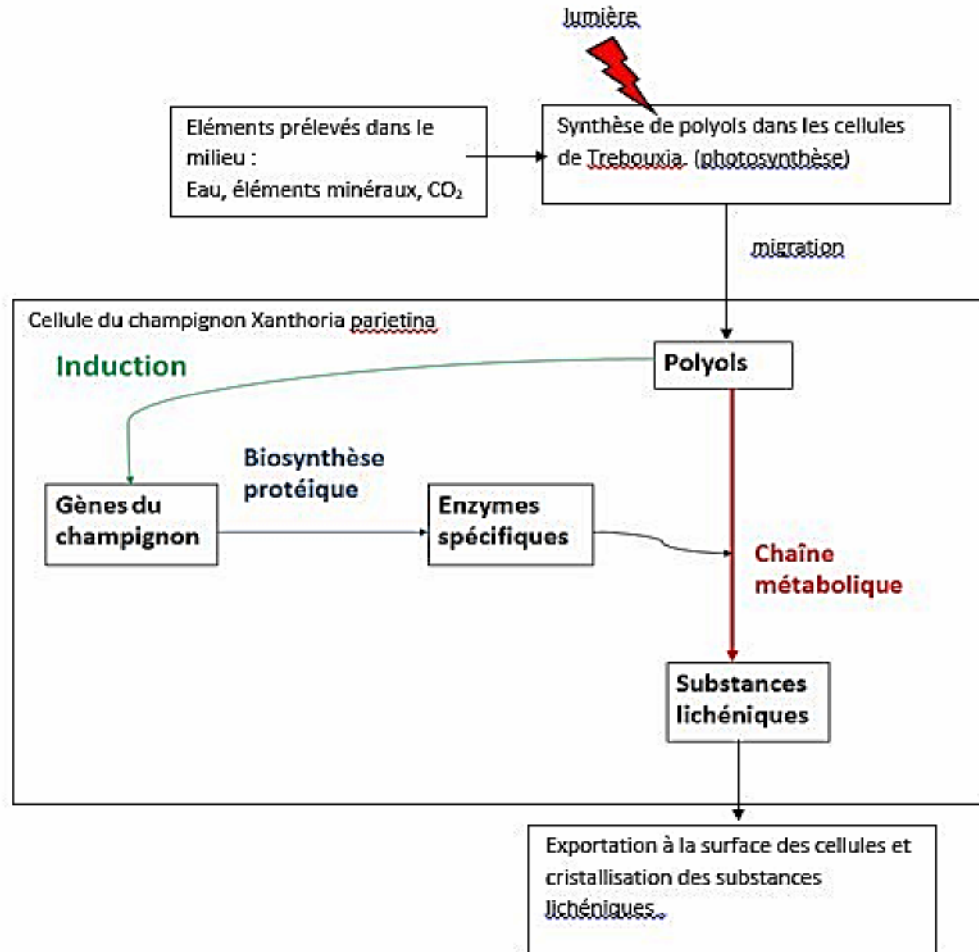 lumière
Eléments prélevés dans le
milieu :
Eau, éléments minéraux, CO₂
Synthèse de polyols dans les cellules
de Trebouxia. (photosynthèse)
migration
Cellule du champignon Xanthoria parietina
Induction
Polyols
Biosynthèse
protéique
Gènes du
champignon
Enzymes
spécifiques
Chaîne
métabolique
Substances
lichéniques
Exportation à la surface des cellules et
cristallisation des substances
lichéniques.